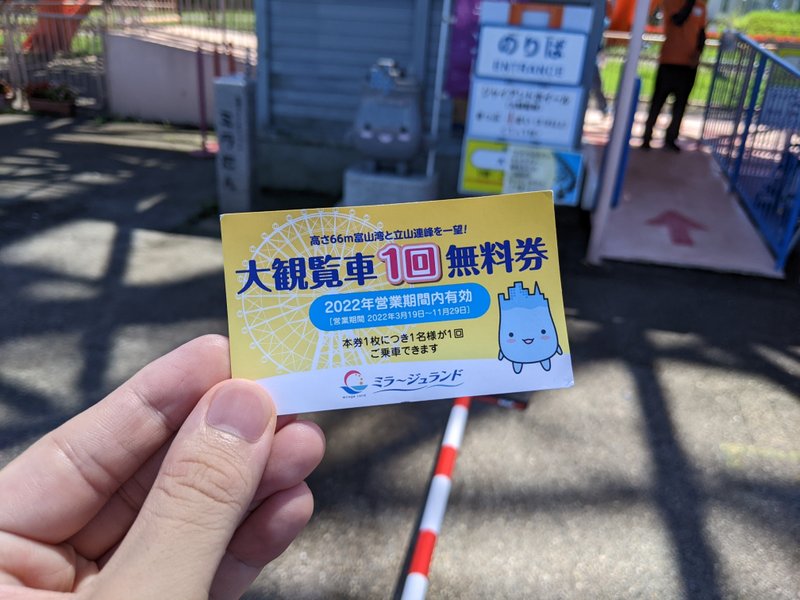 のりば
ENTRANCE
高さ66m富山湾と立山連峰を一望!
大観覧車1回無料券
2022年営業期間内有効
[営業期間 2022年3月19日～11月29日]
本券1枚につき1名様が1回
ご乗車できます
ミラージュランド